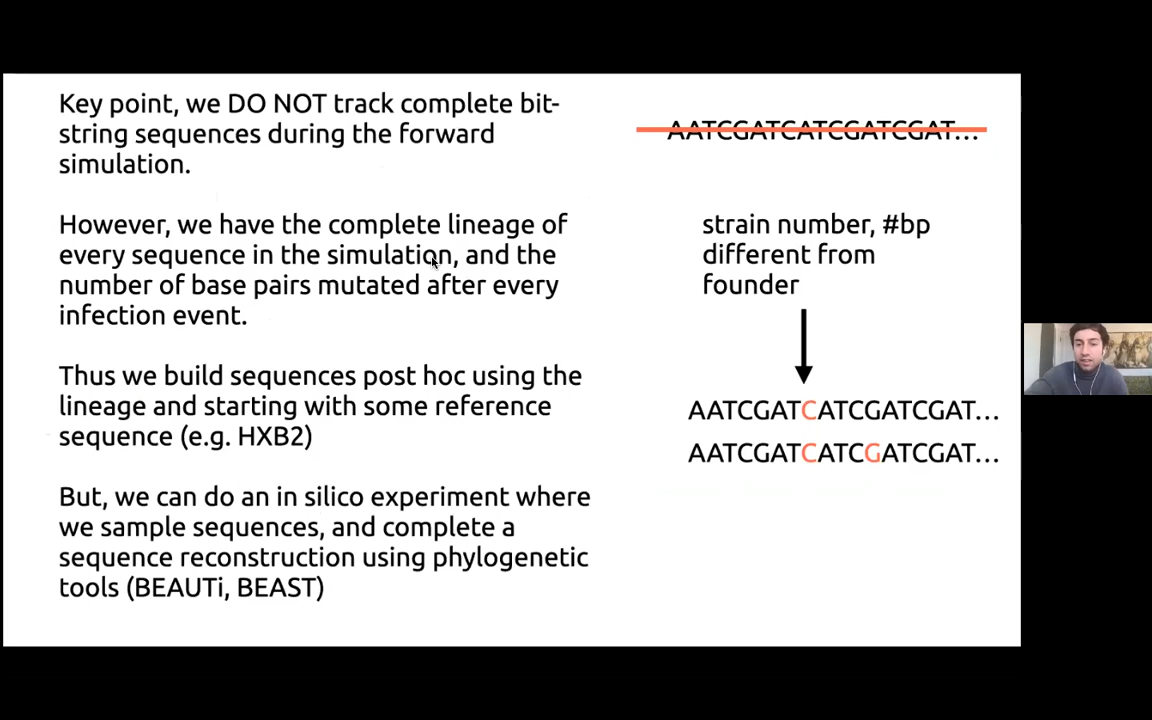 Key point, we DO NOT track complete bit-
string sequences during the forward
simulation.
However, we have the complete lineage of
every sequence in the simulation, and the
number of base pairs mutated after every
infection event.
Thus we build sequences post hoc using the
lineage and starting with some reference
sequence (e.g. HXB2)
But, we can do an in silico experiment where
we sample sequences, and complete a
sequence reconstruction using phylogenetic
tools (BEAUTi, BEAST)
AATCGATCATCGATCGAT...
strain number, #bp
different from
founder
AATCGATCATCGATCGAT...
AATCGATCATCGATCGAT...